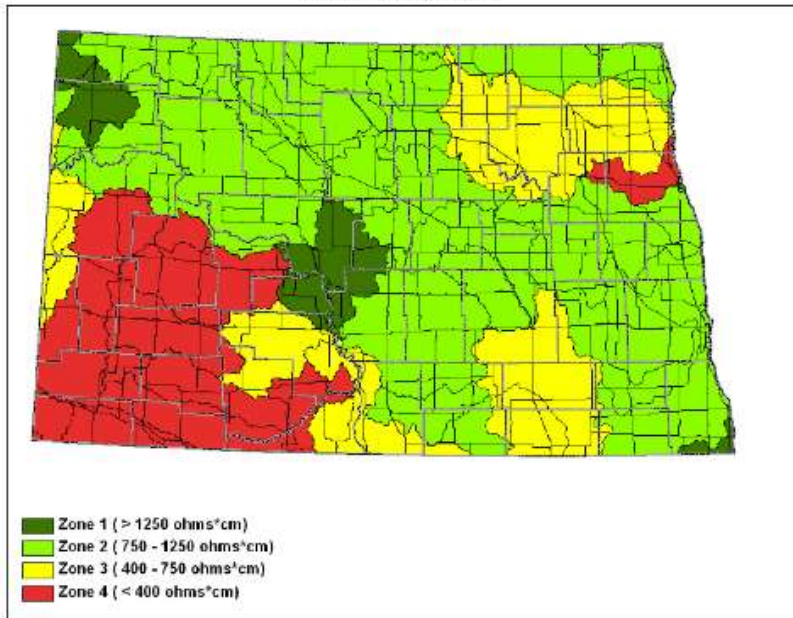 Zone 1 ( > 1250 ohms*cm)
Zone 2 ( 750 - 1250 ohms*cm)
Zone 3 ( 400 - 750 ohms*cm)
Zone 4 ( < 400 ohms*cm)